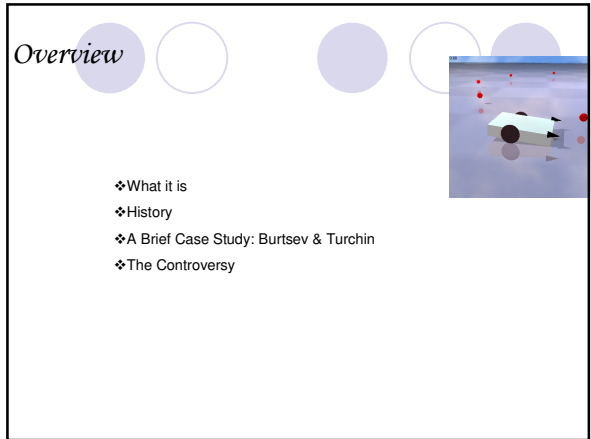 Overview
❖What it is
❖History
❖A Brief Case Study: Burtsev & Turchin
❖The Controversy